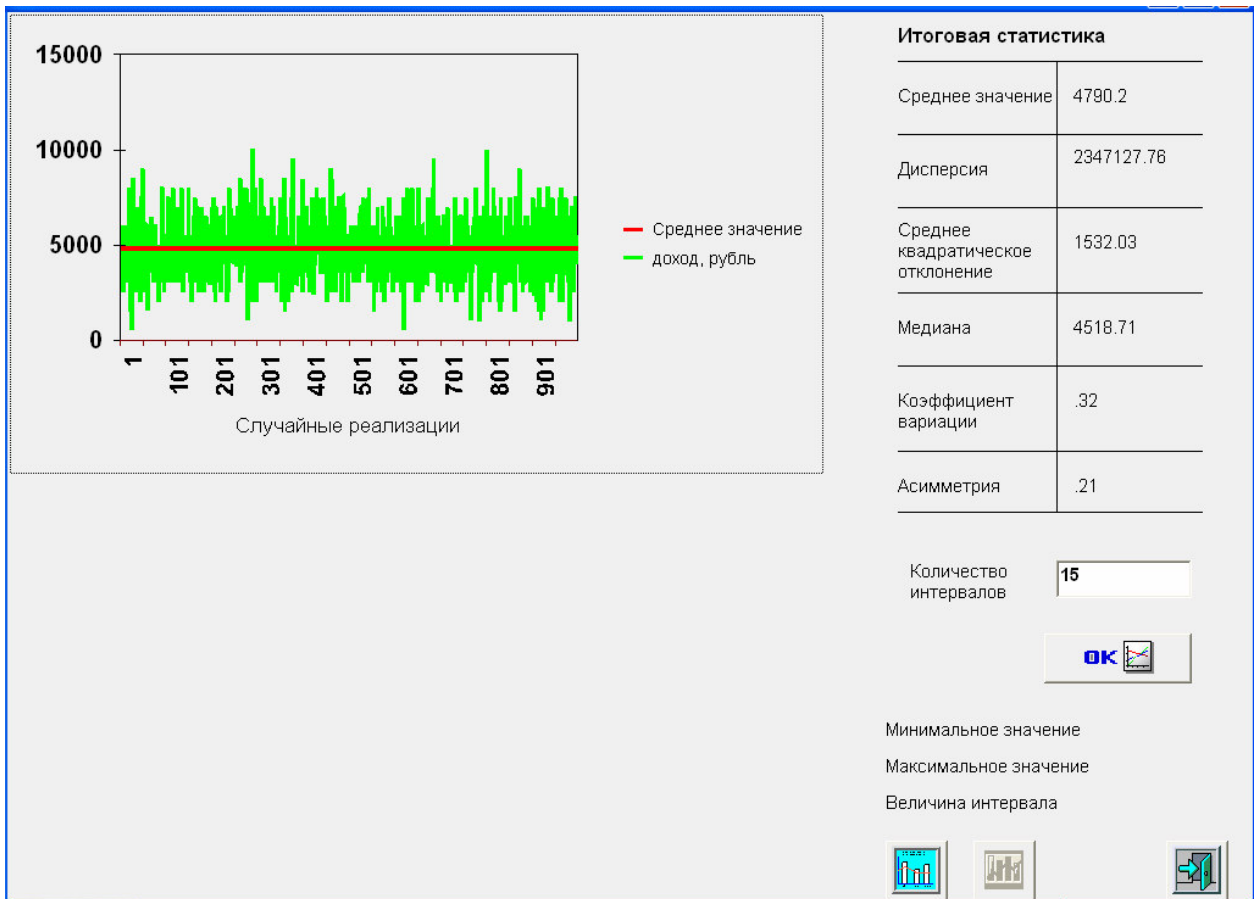 15000
10000
5000
0
1
101
201
301
401
501
601
701
801
901
Случайные реализации
Среднее значение
доход, рубль
Итоговая статистика
Среднее значение 4790.2
Дисперсия 2347127.76
Среднее
квадратическое 1532.03
отклонение
Медиана 4518.71
Коэффициент .32
вариации
Асимметрия .21
Количество 15
интервалов
OK
Минимальное значение
Максимальное значение
Величина интервала